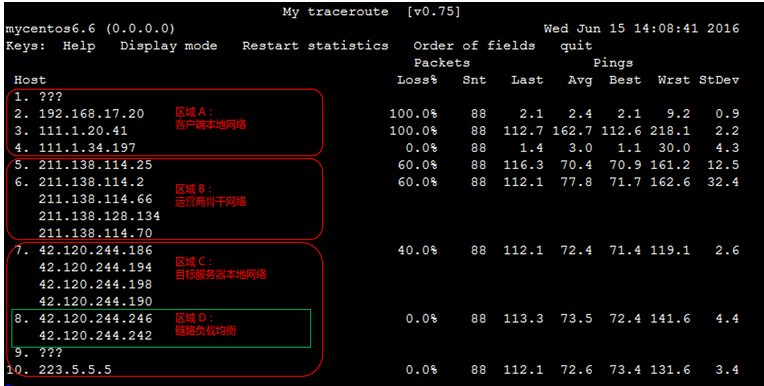 My traceroute [v0.75]
mycentos6.6 (0.0.0.0) Wed Jun 15 14:08:41 2016
Keys: Help Display mode Restart statistics Order of fields quit
Packets Pings
Host Loss% Snt Last Avg Best Wrst StDev
1. ???
2. 192.168.17.20 区域 A： 100.0% 88 2.1 2.4 2.1 9.2 0.9
3. 111.1.20.41 客户端本地网络 100.0% 88 112.7 162.7 112.6 218.1 2.2
4. 111.1.34.197 0.0% 88 1.4 3.0 1.1 30.0 4.3
5. 211.138.114.25 60.0% 88 116.3 70.4 70.9 161.2 12.5
6. 211.138.114.2 区域 B： 60.0% 88 112.1 77.8 71.7 162.6 32.4
211.138.114.66 运营商骨干网络
211.138.128.134
211.138.114.70
7. 42.120.244.186 40.0% 88 112.1 72.4 71.4 119.1 2.6
42.120.244.194 区域 C：
42.120.244.198 目标服务器本地网络
42.120.244.190
8. 42.120.244.246 区域 D： 0.0% 88 113.3 73.5 72.4 141.6 4.4
42.120.244.242 链路负载均衡
9. ???
10. 223.5.5.5 0.0% 88 112.1 72.6 73.4 131.6 3.4